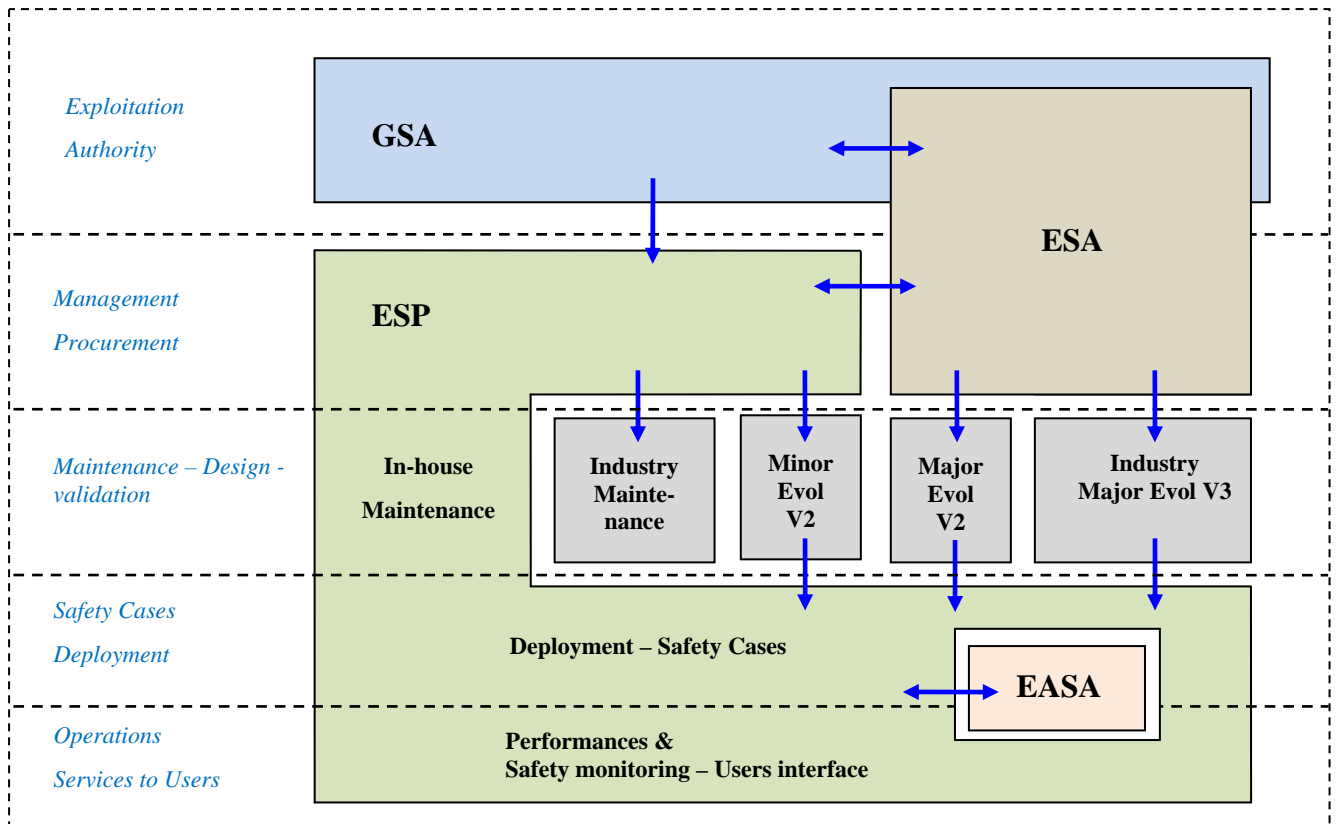 Exploitation
Authority
GSA
ESA
Management
Procurement
ESP
Maintenance – Design -
validation
In-house
Maintenance
Industry
Mainte-
nance
Minor
Evol
V2
Major
Evol
V2
Industry
Major Evol V3
Safety Cases
Deployment
Deployment – Safety Cases
EASA
Operations
Services to Users
Performances &
Safety monitoring – Users interface